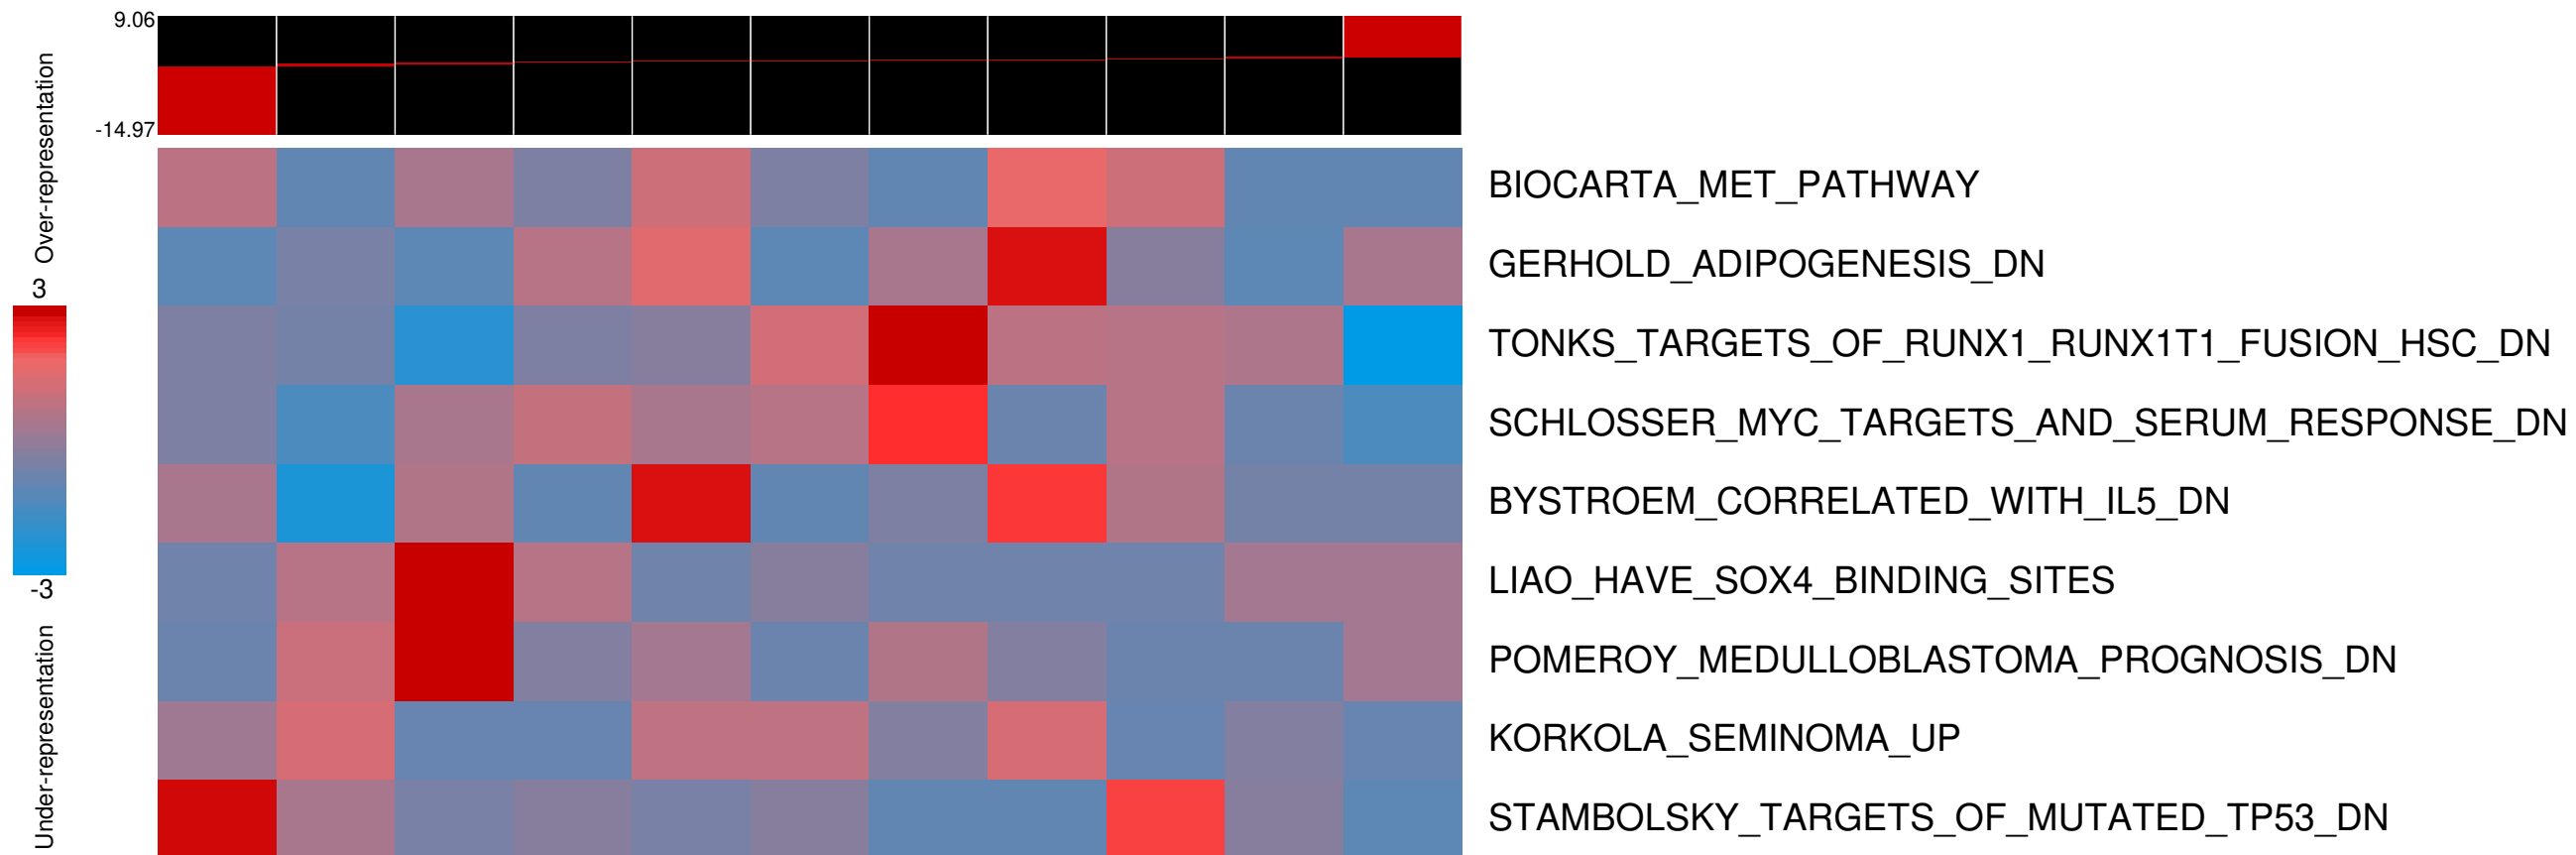 9.06
-14.97
Over-representation
3
-3
Under-representation
BIOCARTA_MET_PATHWAY
GERHOLD_ADIPOGENESIS_DN
TONKS_TARGETS_OF_RUNX1_RUNX1T1_FUSION_HSC_DN
SCHLOSSER_MYC_TARGETS_AND_SERUM_RESPONSE_DN
BYSTROEM_CORRELATED_WITH_IL5_DN
LIAO_HAVE_SOX4_BINDING_SITES
POMEROY_MEDULLOBLASTOMA_PROGNOSIS_DN
KORKOLA_SEMINOMA_UP
STAMBOLSKY_TARGETS_OF_MUTATED_TP53_DN